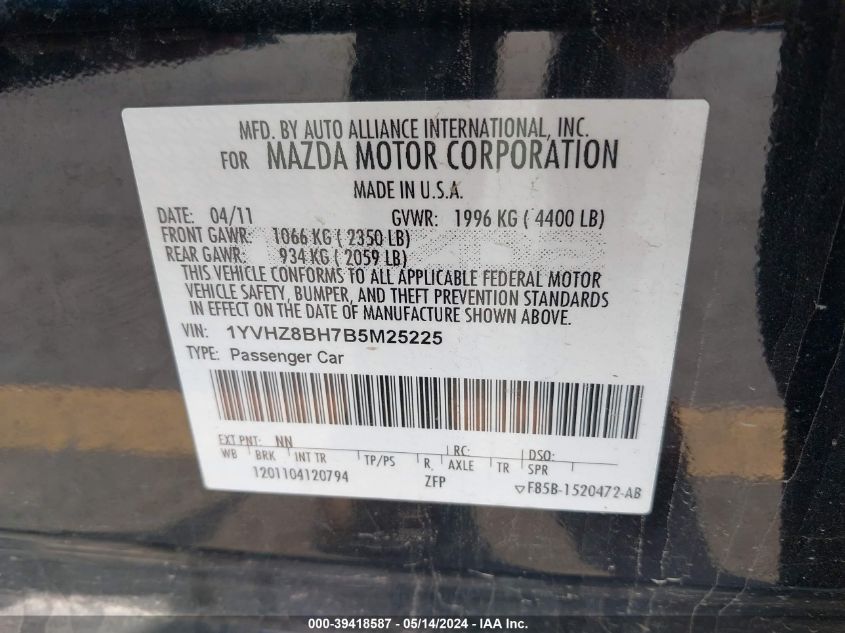 MFD. BY AUTO ALLIANCE INTERNATIONAL, INC.
FOR MAZDA MOTOR CORPORATION
MADE IN U.S.A.
DATE: 04/11 GVWR: 1996 KG ( 4400 LB)
FRONT GAWR: 1066 KG ( 2350 LB)
REAR GAWR: 934 KG ( 2059 LB)
THIS VEHICLE CONFORMS TO ALL APPLICABLE FEDERAL MOTOR
VEHICLE SAFETY, BUMPER, AND THEFT PREVENTION STANDARDS
IN EFFECT ON THE DATE OF MANUFACTURE SHOWN ABOVE.
VIN: 1YVHZ8BH7B5M25225
TYPE: Passenger Car
EXT PNT: NN RC: DSO:
WB BRK INT TR TP/PS R AXLE TR SPR
1201104120794 ZFP ▽F85B-1520472-AB
000-39418587 - 05/14/2024 - IAA Inc.